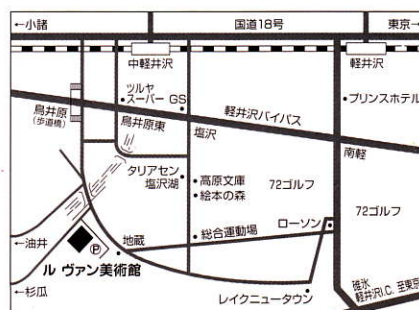 ←小諸
国道18号
東京→
中軽井沢
軽井沢
ツルヤ
スーパー GS
プリンスホテル
軽井沢バイパス
鳥井原
(歩道橋)
鳥井原東
塩沢
南軽
タリアセン
塩沢湖
高原文庫
絵本の森
72ゴルフ
72ゴルフ
ローソン
総合運動場
←油井
P
地蔵
ル ヴァン美術館
←杉瓜
レイクニュータウン
碓氷
軽井沢I.C. 至東京